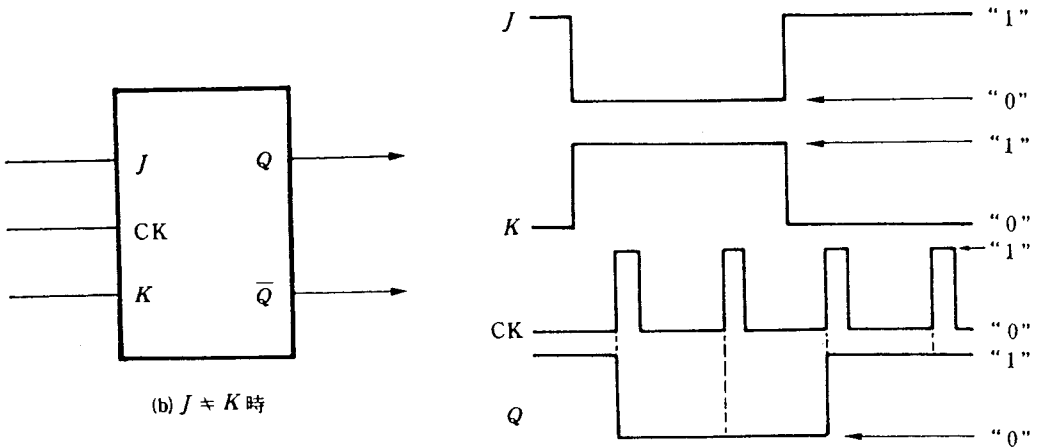 J
Q
CK
K
Q̅
(b) J ≠ K 時
J
“1”
“0”
“1”
K
“0”
“1”
CK
“0”
“1”
Q
“0”